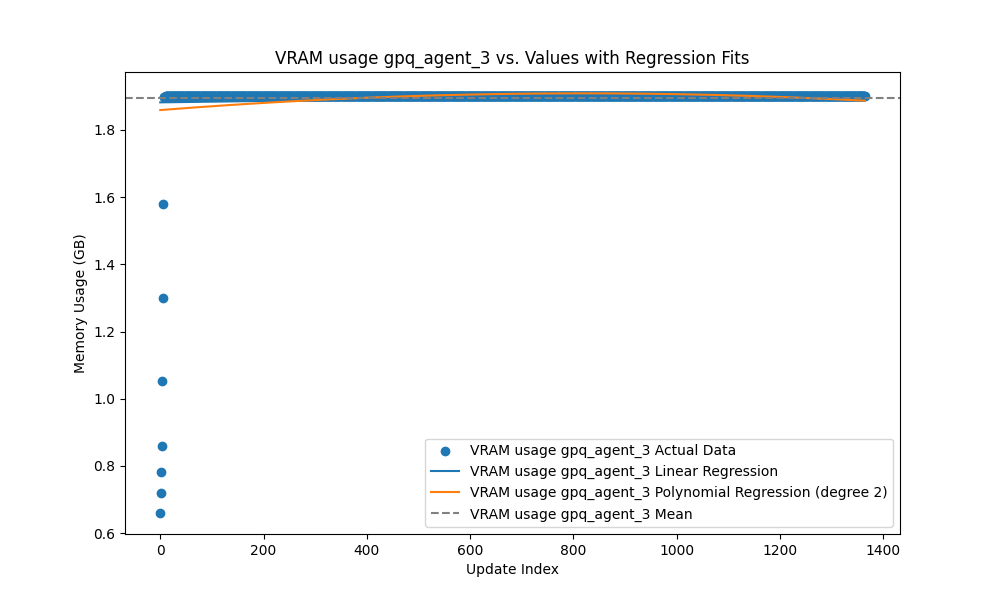 VRAM usage gpq_agent_3 vs. Values with Regression Fits
Memory Usage (GB)
1.8
1.6
1.4
1.2
1.0
0.8
0.6
VRAM usage gpq_agent_3 Actual Data
VRAM usage gpq_agent_3 Linear Regression
VRAM usage gpq_agent_3 Polynomial Regression (degree 2)
VRAM usage gpq_agent_3 Mean
0 200 400 600 800 1000 1200 1400
Update Index